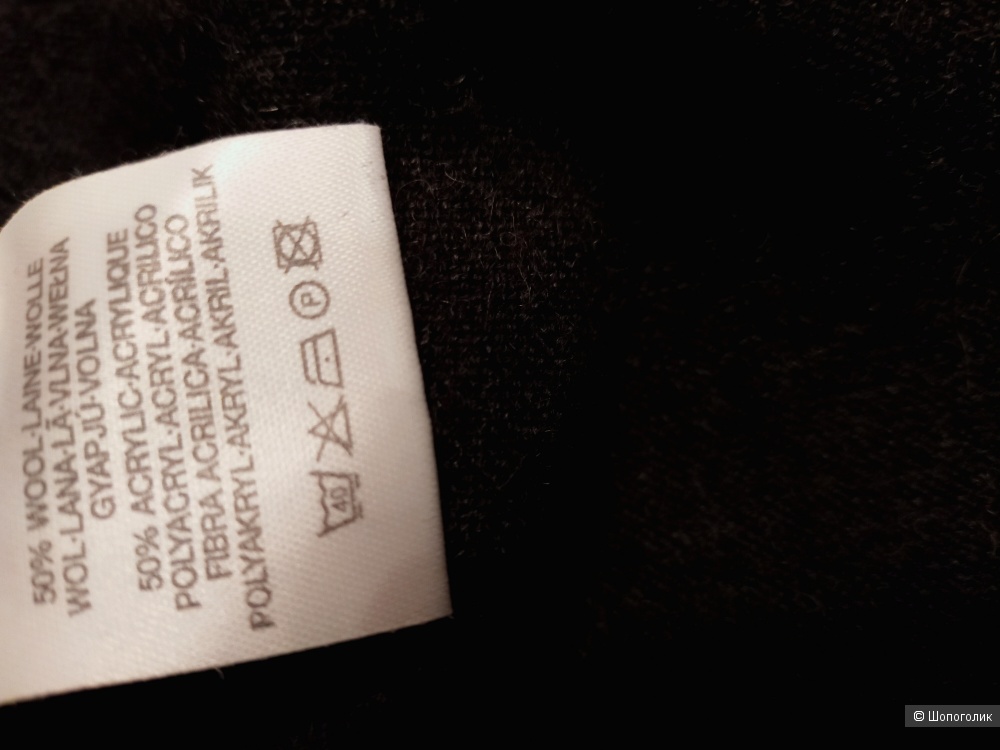 50% WOOL·LAINE·WOLLE
WOL·LANA·LÃ·VLNA·WEŁNA
GYAPJÚ·VOLNA
50% ACRYLIC·ACRYLIQUE
POLYACRYL·ACRYL·ACRILICO
FIBRA ACRILICA·ACRÍLICO
POLYAKRYL·AKRYL·AKRIL·AKRILIK
40
P
© Шопоголик